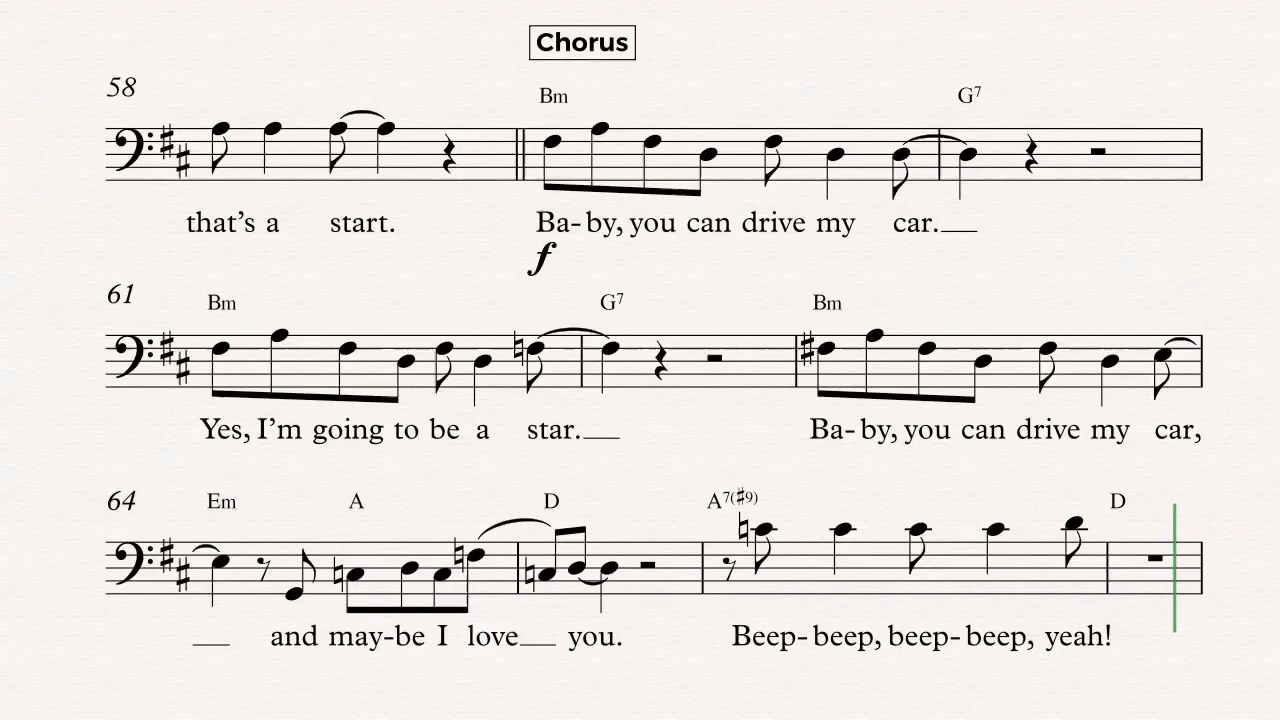 Chorus
58
Bm G7
that's a start. Ba- by, you can drive my car.
f
61
Bm G7 Bm
Yes, I'm going to be a star. Ba- by, you can drive my car,
64
Em A D A7(♯9) D
and may-be I love you. Beep- beep, beep- beep, yeah!